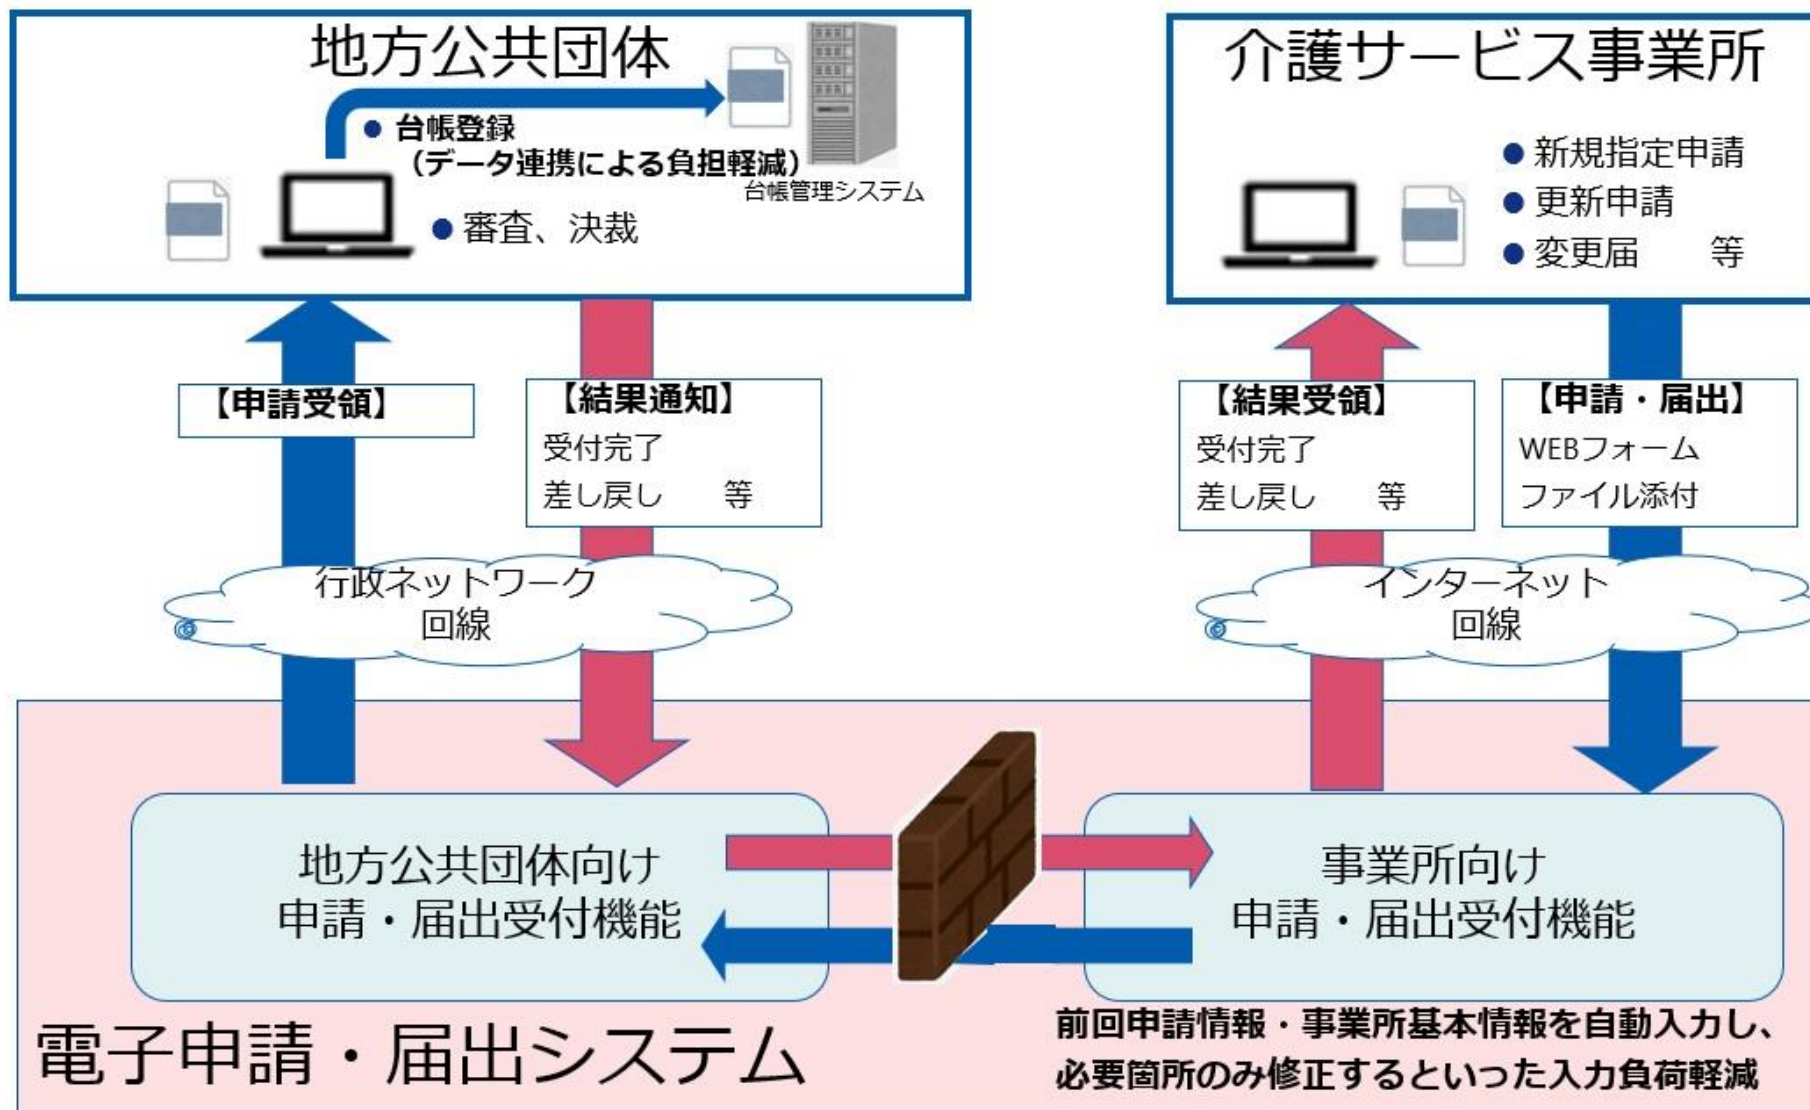 地方公共団体
● 台帳登録
（データ連携による負担軽減）
台帳管理システム
● 審査、決裁
介護サービス事業所
● 新規指定申請
● 更新申請
● 変更届　　等
【申請受領】
【結果通知】
受付完了
差し戻し　　等
【結果受領】
受付完了
差し戻し　　等
【申請・届出】
WEBフォーム
ファイル添付
行政ネットワーク
回線
インターネット
回線
地方公共団体向け
申請・届出受付機能
事業所向け
申請・届出受付機能
電子申請・届出システム
前回申請情報・事業所基本情報を自動入力し、
必要箇所のみ修正するといった入力負荷軽減